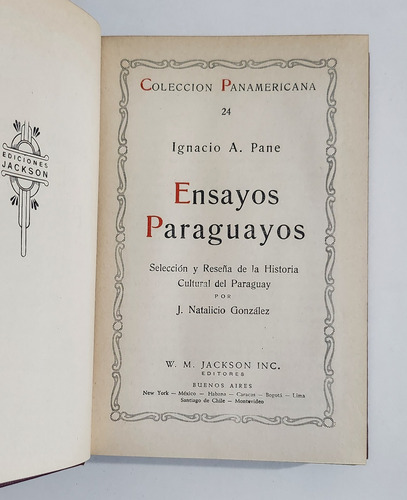 EDICIONES
JACKSON
COLECCION PANAMERICANA
24
Ignacio A. Pane
Ensayos
Paraguayos
Selección y Reseña de la Historia
Cultural del Paraguay
POR
J. Natalicio González
W. M. JACKSON INC.
EDITORES
BUENOS AIRES
New York — México — Habana — Caracas — Bogotá — Lima
Santiago de Chile — Montevideo